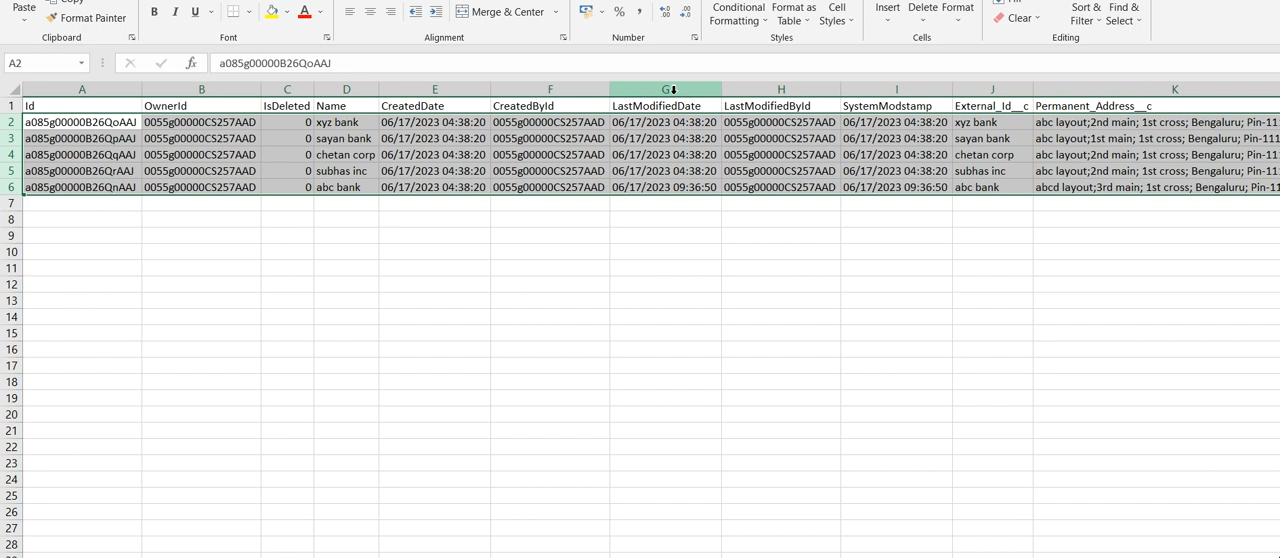 Paste
Format Painter
Clipboard
B I U A
Font
Merge & Center
Alignment
% ,
Number
Conditional Formatting
Format as Table
Cell Styles
Styles
Insert Delete Format
Cells
Clear
Sort & Filter
Find & Select
Editing
A2 fx a085g00000B26QoAAJ
A B C D E F G H I J K
1 Id OwnerId IsDeleted Name CreatedDate CreatedById LastModifiedDate LastModifiedById SystemModstamp External_Id__c Permanent_Address__c
2 a085g00000B26QoAAJ 0055g00000CS257AAD 0 xyz bank 06/17/2023 04:38:20 0055g00000CS257AAD 06/17/2023 04:38:20 0055g00000CS257AAD 06/17/2023 04:38:20 xyz bank abc layout;2nd main; 1st cross; Bengaluru; Pin-11
3 a085g00000B26QpAAJ 0055g00000CS257AAD 0 sayan bank 06/17/2023 04:38:20 0055g00000CS257AAD 06/17/2023 04:38:20 0055g00000CS257AAD 06/17/2023 04:38:20 sayan bank abc layout;1st main; 1st cross; Bengaluru; Pin-11
4 a085g00000B26QqAAJ 0055g00000CS257AAD 0 chetan corp 06/17/2023 04:38:20 0055g00000CS257AAD 06/17/2023 04:38:20 0055g00000CS257AAD 06/17/2023 04:38:20 chetan corp abc layout;2nd main; 1st cross; Bengaluru; Pin-11
5 a085g00000B26QrAAJ 0055g00000CS257AAD 0 subhas inc 06/17/2023 04:38:20 0055g00000CS257AAD 06/17/2023 04:38:20 0055g00000CS257AAD 06/17/2023 04:38:20 subhas inc abc layout;2nd main; 1st cross; Bengaluru; Pin-11
6 a085g00000B26QnAAJ 0055g00000CS257AAD 0 abc bank 06/17/2023 04:38:20 0055g00000CS257AAD 06/17/2023 09:36:50 0055g00000CS257AAD 06/17/2023 09:36:50 abc bank abcd layout;3rd main; 1st cross; Bengaluru; Pin-11
7
8
9
10
11
12
13
14
15
16
17
18
19
20
21
22
23
24
25
26
27
28